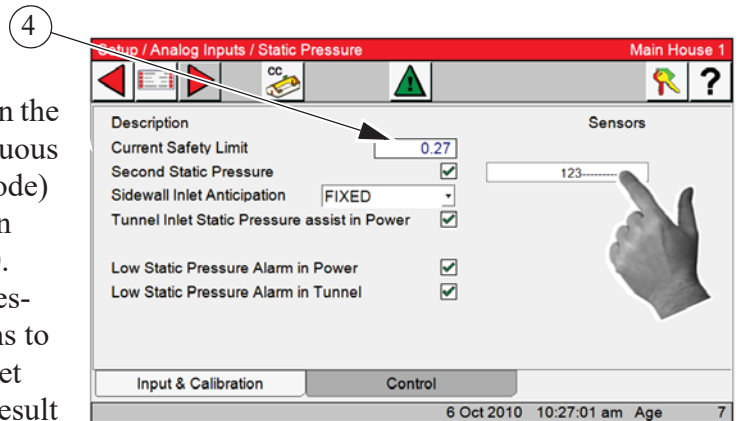 4
Setup / Analog Inputs / Static Pressure Main House 1
CC
?
Description Sensors
Current Safety Limit 0.27
Second Static Pressure 123---------
Sidewall Inlet Anticipation FIXED
Tunnel Inlet Static Pressure assist in Power
Low Static Pressure Alarm in Power
Low Static Pressure Alarm in Tunnel
Input & Calibration Control
6 Oct 2010 10:27:01 am Age 7
n the
uous
ode)
n
.
es-
ns to
et
esult